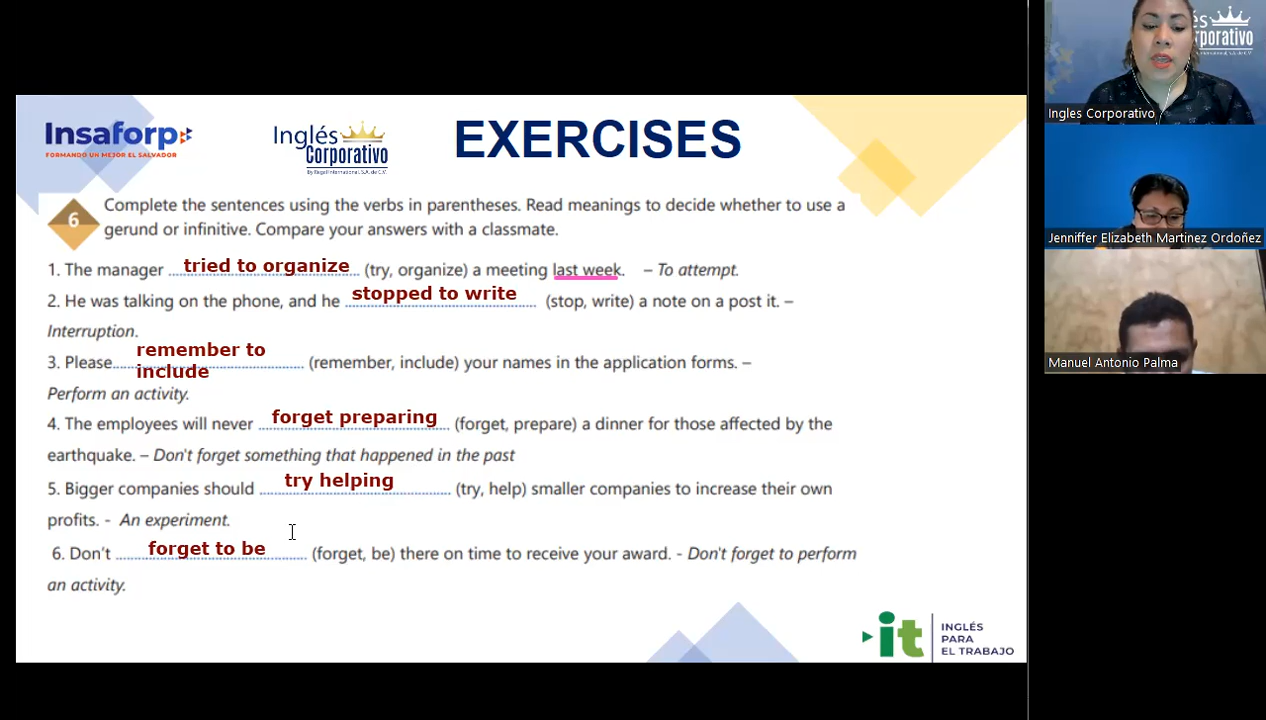 Insaforp
FORMANDO UN MEJOR EL SALVADOR
Inglés
Corporativo
By Bagal International, S.A. de C.V.
EXERCISES
6
Complete the sentences using the verbs in parentheses. Read meanings to decide whether to use a
gerund or infinitive. Compare your answers with a classmate.
1. The manager tried to organize (try, organize) a meeting last week. – To attempt.
2. He was talking on the phone, and he stopped to write (stop, write) a note on a post it. –
Interruption.
3. Please remember to include (remember, include) your names in the application forms. –
Perform an activity.
4. The employees will never forget preparing (forget, prepare) a dinner for those affected by the
earthquake. – Don't forget something that happened in the past
5. Bigger companies should try helping (try, help) smaller companies to increase their own
profits. - An experiment.
6. Don't forget to be (forget, be) there on time to receive your award. - Don't forget to perform
an activity.
it
INGLÉS
PARA
EL TRABAJO
és
rporativo
Ingles Corporativo
Jenniffer Elizabeth Martinez Ordoñez
Manuel Antonio Palma